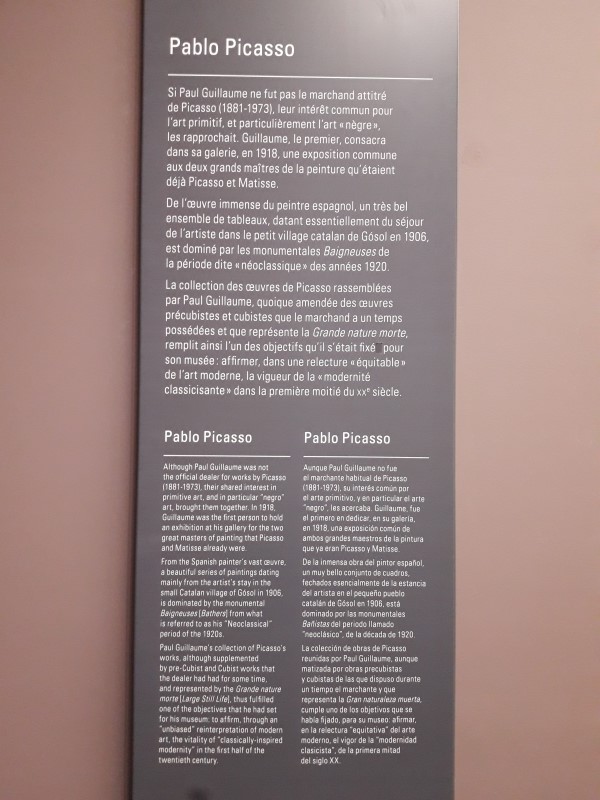 Pablo Picasso
Si Paul Guillaume ne fut pas le marchand attitré
de Picasso (1881-1973), leur intérêt commun pour
l'art primitif, et particulièrement l'art « nègre »,
les rapprochait. Guillaume, le premier, consacra
dans sa galerie, en 1918, une exposition commune
aux deux grands maîtres de la peinture qu'étaient
déjà Picasso et Matisse.
De l'œuvre immense du peintre espagnol, un très bel
ensemble de tableaux, datant essentiellement du séjour
de l'artiste dans le petit village catalan de Gósol en 1906,
est dominé par les monumentales Baigneuses de
la période dite « néoclassique » des années 1920.
La collection des œuvres de Picasso rassemblées
par Paul Guillaume, quoique amendée des œuvres
précubistes et cubistes que le marchand a un temps
possédées et que représente la Grande nature morte,
remplit ainsi l'un des objectifs qu'il s'était fixé pour
son musée : affirmer, dans une relecture « équitable »
de l'art moderne, la vigueur de la « modernité
classicisante » dans la première moitié du XXe siècle.
Pablo Picasso
Although Paul Guillaume was not
the official dealer for works by Picasso
(1881-1973), their shared interest in
primitive art, and in particular "negro"
art, brought them together. In 1918,
Guillaume was the first person to hold
an exhibition at his gallery for the two
great masters of painting that Picasso
and Matisse already were.
From the Spanish painter's vast œuvre,
a beautiful series of paintings dating
mainly from the artist's stay in the
small Catalan village of Gósol in 1906,
is dominated by the monumental
Baigneuses [Bathers] from what
is referred to as his "Neoclassical"
period of the 1920s.
Paul Guillaume's collection of Picasso's
works, although supplemented
by pre-Cubist and Cubist works that
the dealer had had for some time,
and represented by the Grande nature
morte [Large Still Life], thus fulfilled
one of the objectives that he had set
for his museum: to affirm, through an
"unbiased" reinterpretation of modern
art, the vitality of "classically-inspired
modernity" in the first half of the
twentieth century.
Pablo Picasso
Aunque Paul Guillaume no fue
el marchante habitual de Picasso
(1881-1973), su interés común por
el arte primitivo, y en particular el arte
"negro", les acercaba. Guillaume, fue
el primero en dedicar, en su galería,
en 1918, una exposición común de
ambos grandes maestros de la pintura
que ya eran Picasso y Matisse.
De la inmensa obra del pintor español,
un muy bello conjunto de cuadros,
fechados esencialmente de la estancia
del artista en el pequeño pueblo
catalán de Gósol en 1906, está
dominado por las monumentales
Bañistas del periodo llamado
"neoclásico", de la década de 1920.
La colección de obras de Picasso
reunidas por Paul Guillaume, aunque
matizada por obras precubistas
y cubistas de las que dispuso durante
un tiempo el marchante y que
representa la Gran naturaleza muerta,
cumple uno de los objetivos que se
había fijado, para su museo: afirmar,
en la relectura "equitativa" del arte
moderno, el vigor de la "modernidad
clasicista", de la primera mitad
del siglo XX.